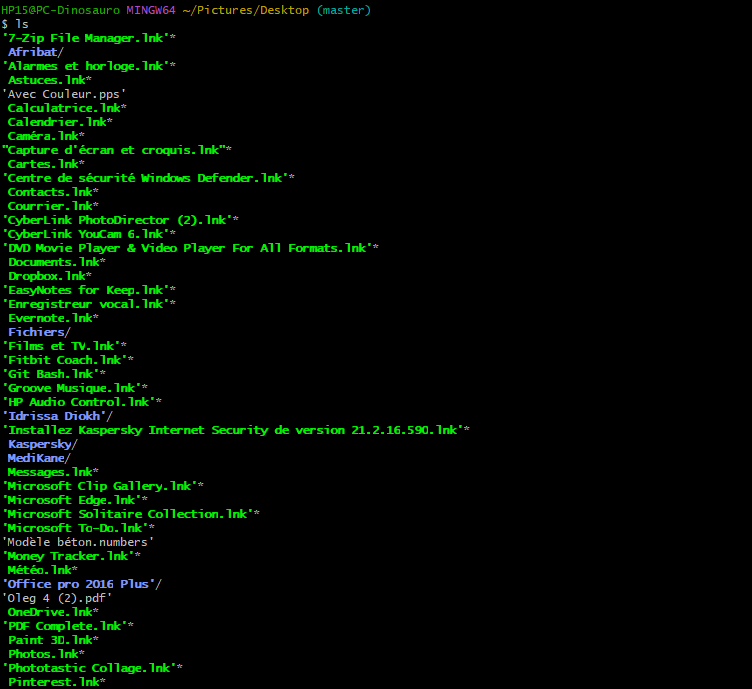 HP15@PC-Dinosauro MINGW64 ~/Pictures/Desktop (master)
$ ls
'7-Zip File Manager.lnk'*
 Afribat/
'Alarmes et horloge.lnk'*
 Astuces.lnk*
'Avec Couleur.pps'
 Calculatrice.lnk*
 Calendrier.lnk*
 Caméra.lnk*
"Capture d'écran et croquis.lnk"*
 Cartes.lnk*
'Centre de sécurité Windows Defender.lnk'*
 Contacts.lnk*
 Courrier.lnk*
'CyberLink PhotoDirector (2).lnk'*
'CyberLink YouCam 6.lnk'*
'DVD Movie Player & Video Player For All Formats.lnk'*
 Documents.lnk*
 Dropbox.lnk*
'EasyNotes for Keep.lnk'*
'Enregistreur vocal.lnk'*
 Evernote.lnk*
 Fichiers/
'Films et TV.lnk'*
'Fitbit Coach.lnk'*
'Git Bash.lnk'*
'Groove Musique.lnk'*
'HP Audio Control.lnk'*
'Idrissa Diokh'/
'Installez Kaspersky Internet Security de version 21.2.16.590.lnk'*
 Kaspersky/
 MediKane/
 Messages.lnk*
'Microsoft Clip Gallery.lnk'*
'Microsoft Edge.lnk'*
'Microsoft Solitaire Collection.lnk'*
'Microsoft To-Do.lnk'*
'Modèle béton.numbers'
'Money Tracker.lnk'*
 Météo.lnk*
'Office pro 2016 Plus'/
'Oleg 4 (2).pdf'
 OneDrive.lnk*
'PDF Complete.lnk'*
'Paint 3D.lnk'*
 Photos.lnk*
'Phototastic Collage.lnk'*
 Pinterest.lnk*